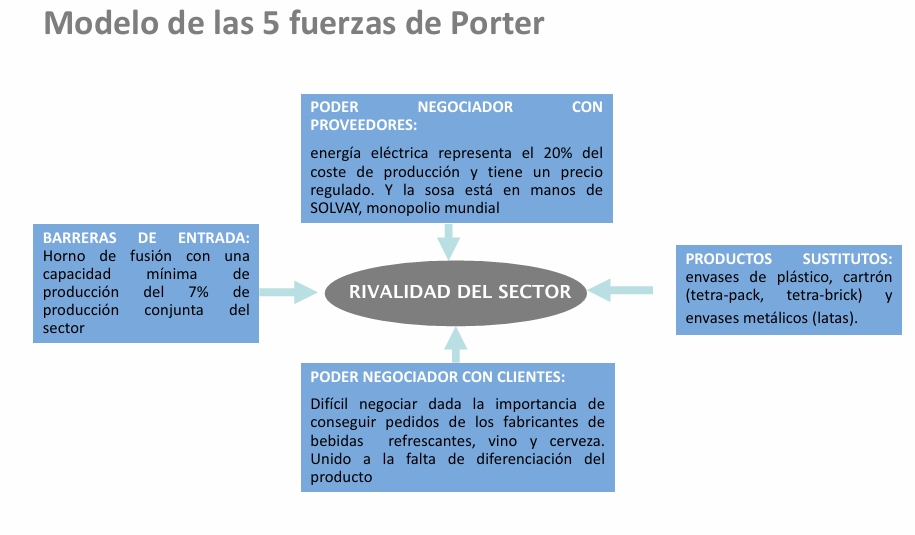 Modelo de las 5 fuerzas de Porter
PODER NEGOCIADOR CON
PROVEEDORES:
energía eléctrica representa el 20% del
coste de producción y tiene un precio
regulado. Y la sosa está en manos de
SOLVAY, monopolio mundial
BARRERAS DE ENTRADA:
Horno de fusión con una
capacidad mínima de
producción del 7% de
producción conjunta del
sector
RIVALIDAD DEL SECTOR
PRODUCTOS SUSTITUTOS:
envases de plástico, cartrón
(tetra-pack, tetra-brick) y
envases metálicos (latas).
PODER NEGOCIADOR CON CLIENTES:
Difícil negociar dada la importancia de
conseguir pedidos de los fabricantes de
bebidas refrescantes, vino y cerveza.
Unido a la falta de diferenciación del
producto